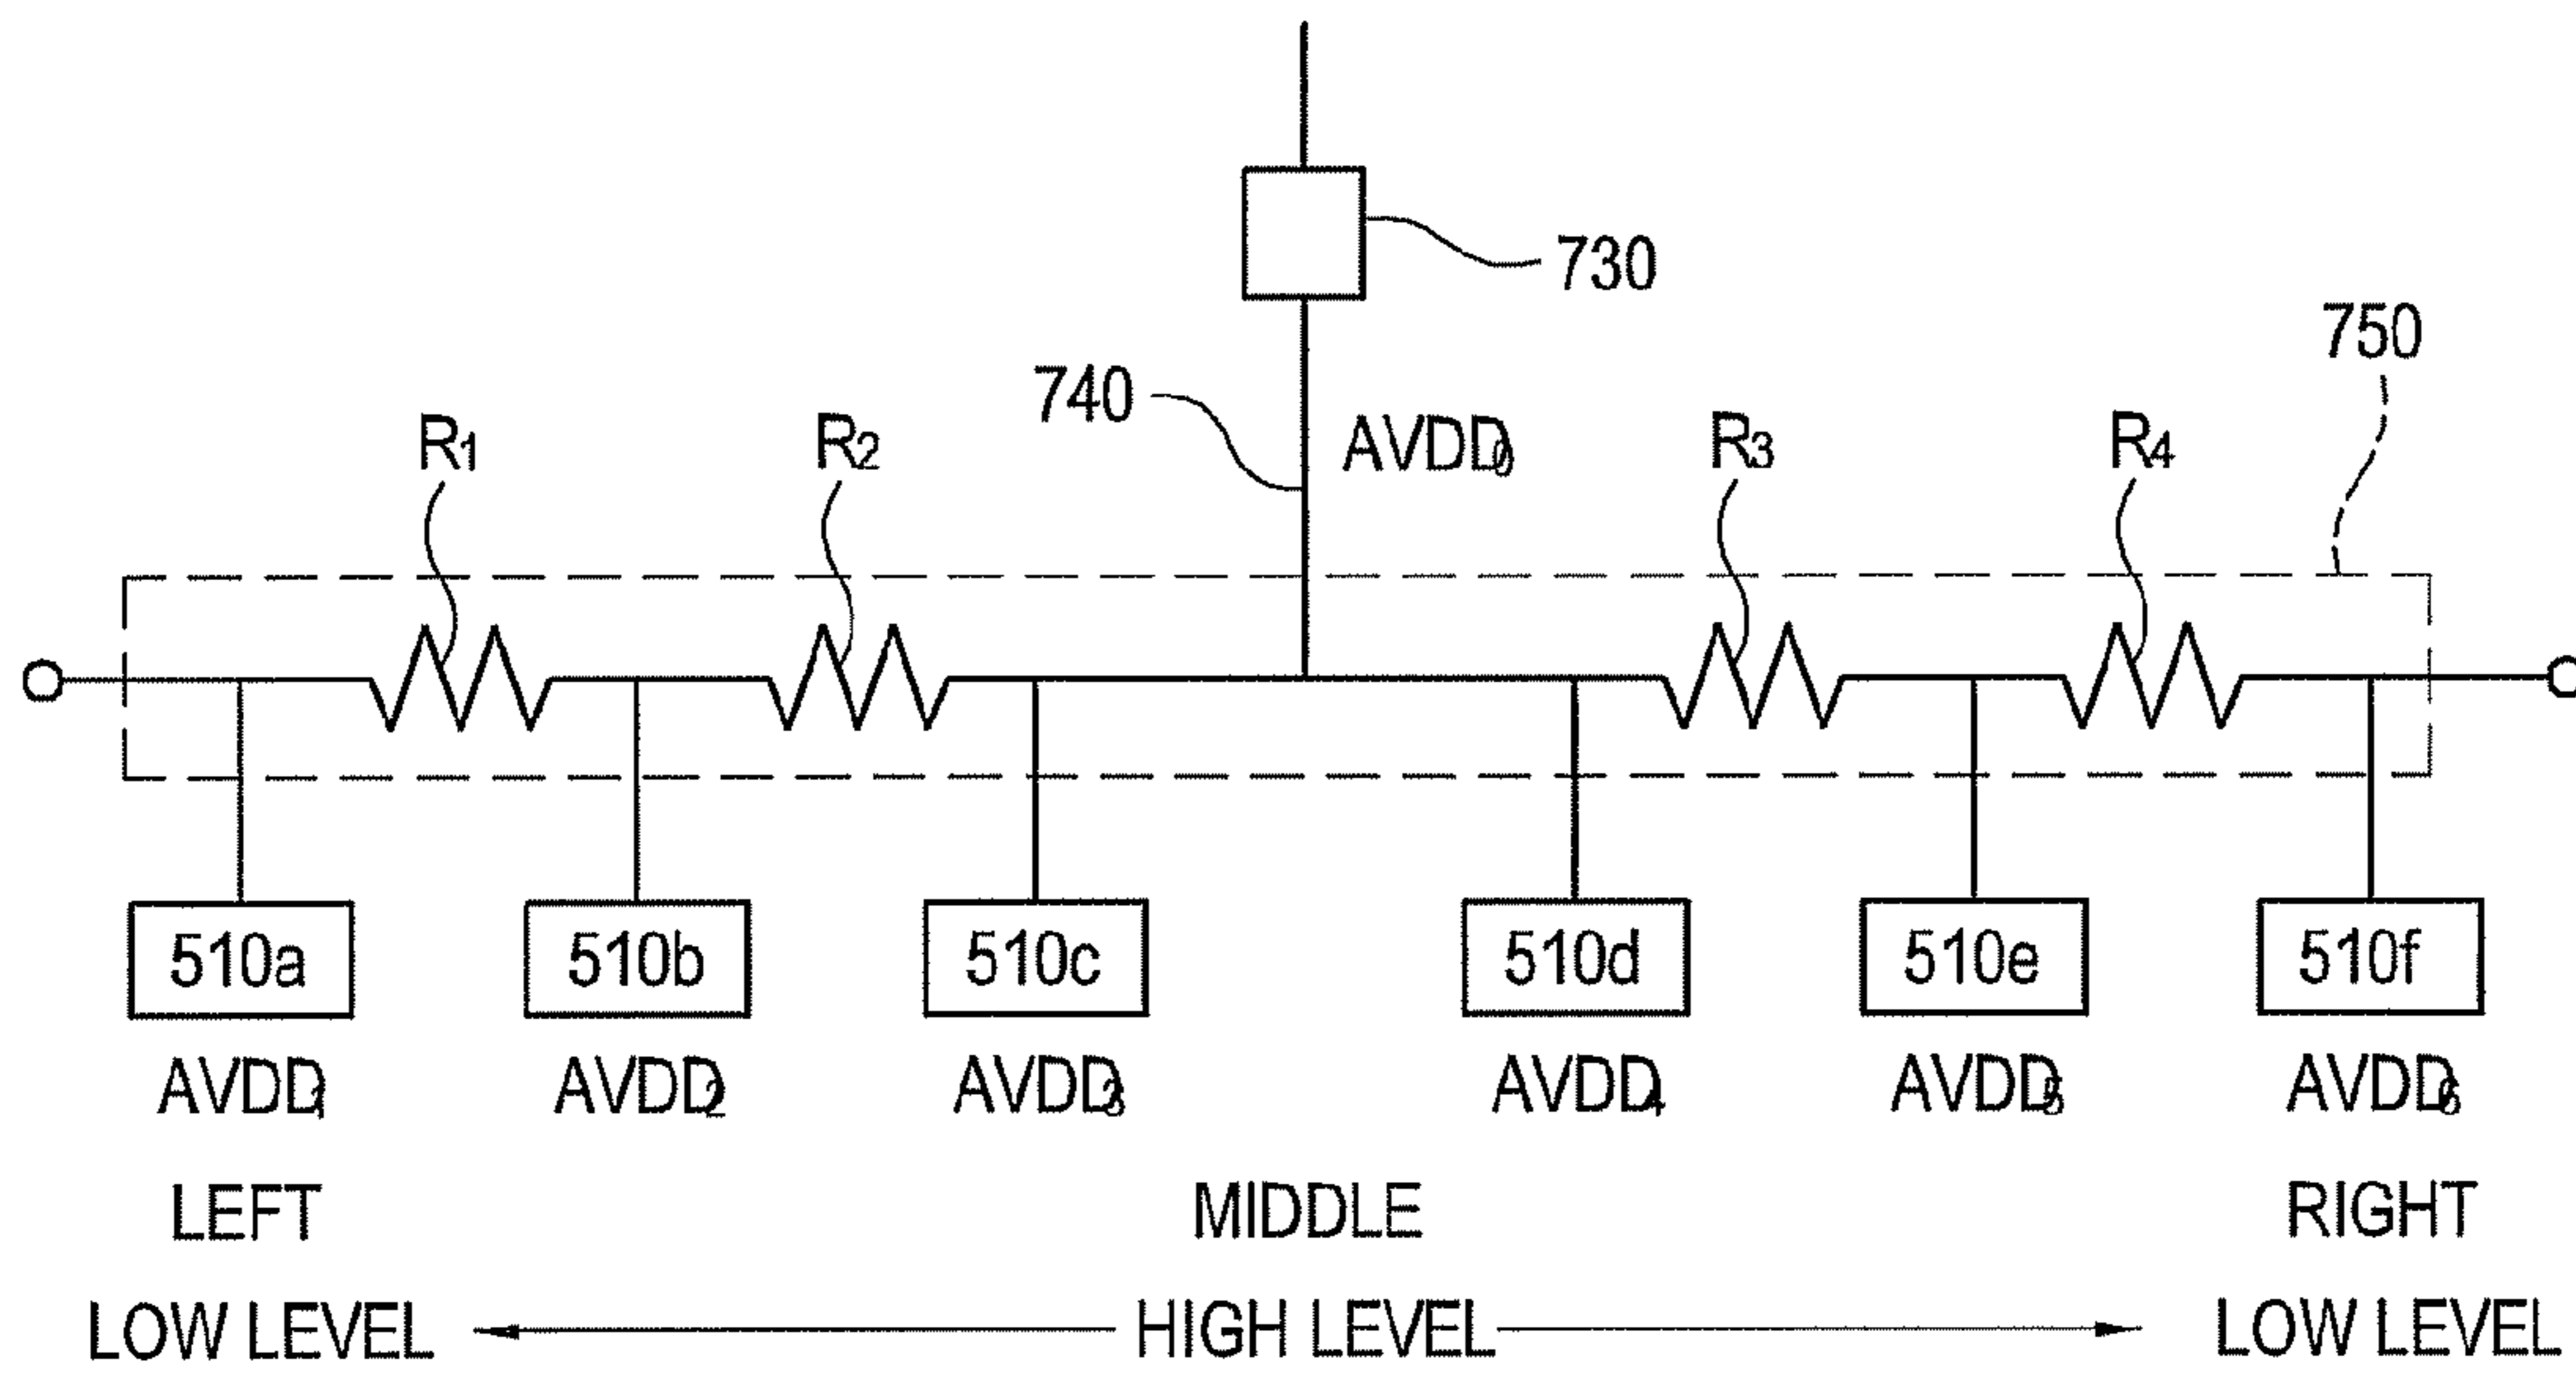 730
750
740
R1 R2 AVDD0 R3 R4
510a 510b 510c 510d 510e 510f
AVDD1 AVDD2 AVDD3 AVDD4 AVDD5 AVDD6
LEFT MIDDLE RIGHT
LOW LEVEL HIGH LEVEL LOW LEVEL